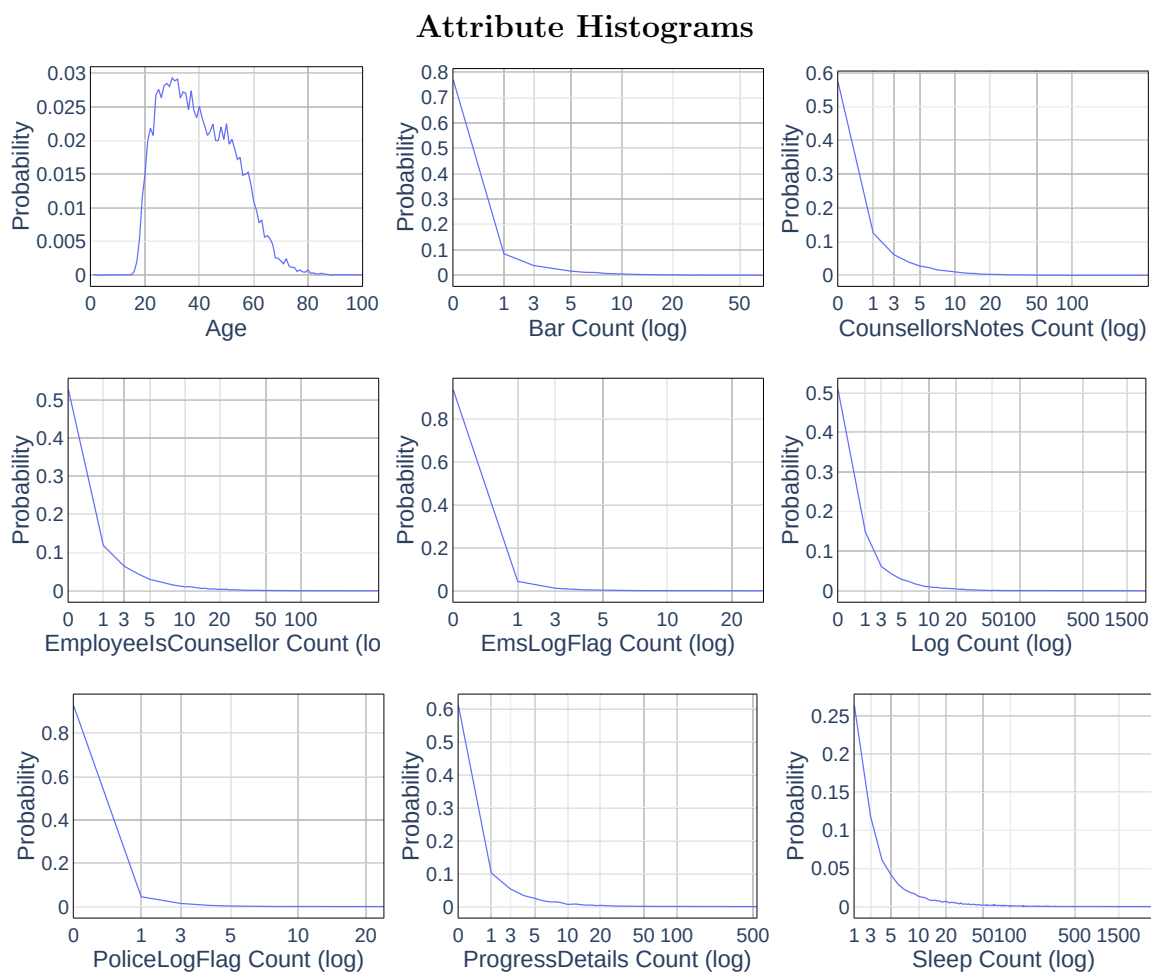 Attribute Histograms
0.03
0.025
0.02
0.015
0.01
0.005
0
Probability
0 20 40 60 80 100
Age
0.8
0.7
0.6
0.5
0.4
0.3
0.2
0.1
0
Probability
0 1 3 5 10 20 50
Bar Count (log)
0.6
0.5
0.4
0.3
0.2
0.1
0
Probability
0 1 3 5 10 20 50 100
CounsellorsNotes Count (log)
0.5
0.4
0.3
0.2
0.1
0
Probability
0 1 3 5 10 20 50 100
EmployeeIsCounsellor Count (lo
0.8
0.6
0.4
0.2
0
Probability
0 1 3 5 10 20
EmsLogFlag Count (log)
0.5
0.4
0.3
0.2
0.1
0
Probability
0 1 3 5 10 20 50 100 500 1500
Log Count (log)
0.8
0.6
0.4
0.2
0
Probability
0 1 3 5 10 20
PoliceLogFlag Count (log)
0.6
0.5
0.4
0.3
0.2
0.1
0
Probability
0 1 3 5 10 20 50 100 500
ProgressDetails Count (log)
0.25
0.2
0.15
0.1
0.05
0
Probability
1 3 5 10 20 50 100 500 1500
Sleep Count (log)